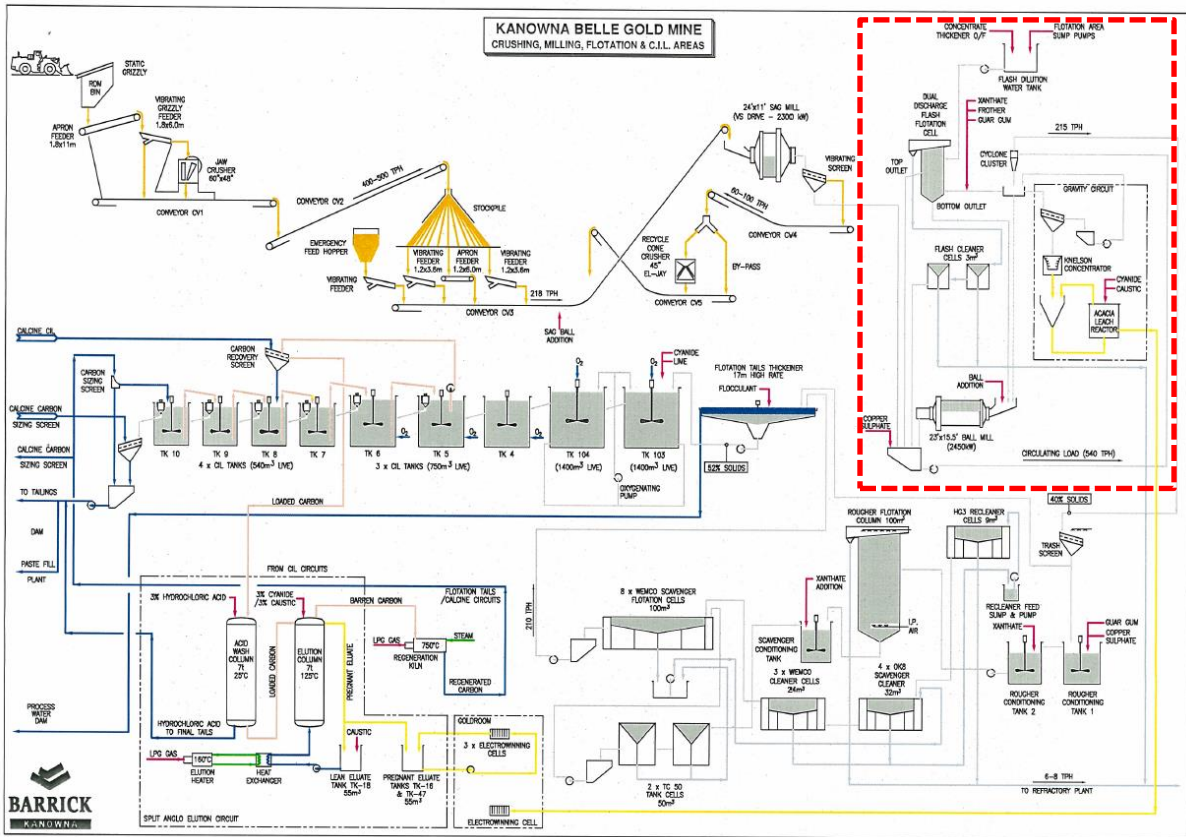 KANOWNA BELLE GOLD MINE
CRUSHING, MILLING, FLOTATION & C.I.L. AREAS
STATIC
GRIZZLY
ROM
BIN
VIBRATING
GRIZZLY
FEEDER
1.8x6.0m
APRON
FEEDER
1.8x11m
JAW
CRUSHER
60"x48"
CONVEYOR CV1
CONVEYOR CV2
400-500 TPH
STOCKPILE
EMERGENCY
FEED HOPPER
VIBRATING
FEEDER
VIBRATING
FEEDER
1.2x3.6m
APRON
FEEDER
1.2x6.0m
VIBRATING
FEEDER
1.2x3.6m
218 TPH
CONVEYOR CV3
SAG BALL
ADDITION
24'x11' SAG MILL
(VS DRIVE - 2300 kW)
VIBRATING
SCREEN
60-100 TPH
CONVEYOR CV4
RECYCLE
CONE
CRUSHER
45"
EL-JAY
BY-PASS
CONVEYOR CV5
CONCENTRATE
THICKENER O/F
FLOTATION AREA
SUMP PUMPS
FLASH DILUTION
WATER TANK
DUAL
DISCHARGE
FLASH
FLOTATION
CELL
XANTHATE
FROTHER
GUAR GUM
215 TPH
CYCLONE
CLUSTER
TOP
OUTLET
BOTTOM OUTLET
GRAVITY CIRCUIT
FLASH CLEANER
CELLS 3m³
KNELSON
CONCENTRATOR
CYANIDE
CAUSTIC
ACACIA
LEACH
REACTOR
BALL
ADDITION
COPPER
SULPHATE
23'x15.5' BALL MILL
(2450kW)
CIRCULATING LOAD (540 TPH)
CALCINE CIL
CARBON
RECOVERY
SCREEN
CARBON
SIZING
SCREEN
CALCINE CARBON
SIZING SCREEN
CALCINE CARBON
SIZING SCREEN
TO TAILINGS
DAM
PASTE FILL
PLANT
PROCESS
WATER
DAM
TK 10
TK 9
TK 8
TK 7
4 x CIL TANKS (540m³ LIVE)
TK 6
TK 5
TK 4
3 x CIL TANKS (750m³ LIVE)
O₂
O₂
O₂
O₂
O₂
TK 104
(1400m³ LIVE)
TK 103
(1400m³ LIVE)
CYANIDE
LIME
OXYGENATING
PUMP
FLOTATION TAILS THICKENER
17m HIGH RATE
FLOCCULANT
52% SOLIDS
LOADED CARBON
FROM CIL CIRCUITS
3% HYDROCHLORIC ACID
3% CYANIDE
/3% CAUSTIC
BARREN CARBON
FLOTATION TAILS
/CALCINE CIRCUITS
ACID
WASH
COLUMN
7t
25°C
LOADED CARBON
ELUTION
COLUMN
7t
125°C
PREGNANT ELUATE
LPG GAS
STEAM
750°C
REGENERATION
KILN
REGENERATED
CARBON
HYDROCHLORIC ACID
TO FINAL TAILS
LPG GAS
160°C
ELUTION
HEATER
HEAT
EXCHANGER
CAUSTIC
LEAN ELUATE
TANK TK-18
55m³
PREGNANT ELUATE
TANKS TK-16
& TK-47
55m³
SPLIT ANGLO ELUTION CIRCUIT
GOLDROOM
3 x ELECTROWINNING
CELLS
ELECTROWINNING CELL
210 TPH
8 x WEMCO SCAVENGER
FLOTATION CELLS
100m³
2 x TC 50
TANK CELLS
50m³
XANTHATE ADDITION
SCAVENGER
CONDITIONING
TANK
3 x WEMCO
CLEANER CELLS
24m³
ROUGHER FLOTATION
COLUMN 100m³
I.P.
AIR
4 x OK8
SCAVENGER
CLEANER
32m³
HG3 RECLEANER
CELLS 9m³
40% SOLIDS
TRASH
SCREEN
RECLEANER FEED
SUMP & PUMP
XANTHATE
GUAR GUM
COPPER
SULPHATE
ROUGHER
CONDITIONING
TANK 2
ROUGHER
CONDITIONING
TANK 1
6-8 TPH
TO REFRACTORY PLANT
BARRICK
KANOWNA